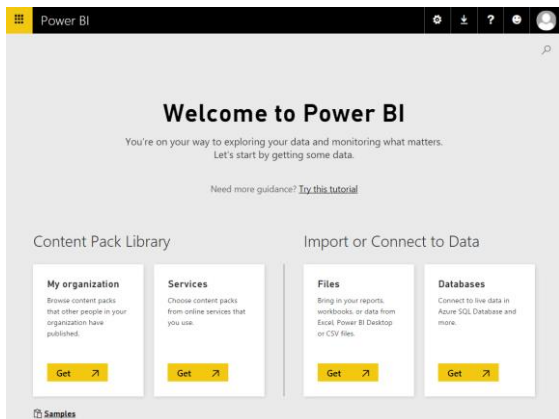 Power BI
?
Welcome to Power BI
You're on your way to exploring your data and monitoring what matters.
Let's start by getting some data.
Need more guidance? Try this tutorial
Content Pack Library
Import or Connect to Data
My organization
Browse content packs
that other people in your
organization have
published.
Get
Services
Choose content packs
from online services that
you use.
Get
Files
Bring in your reports,
workbooks, or data from
Excel, Power BI Desktop
or CSV files.
Get
Databases
Connect to live data in
Azure SQL Database and
more.
Get
Samples